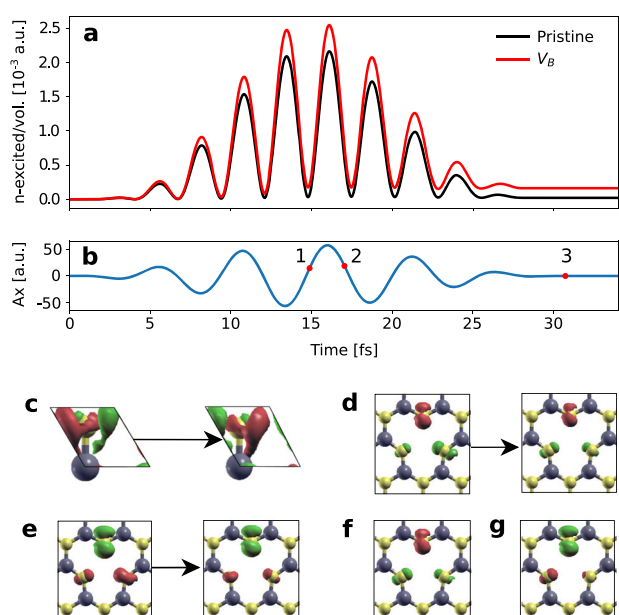 a
Pristine
V_B
n-excited/vol. [10⁻³ a.u.]
2.5
2.0
1.5
1.0
0.5
0.0
b
1
2
3
Ax [a.u.]
50
0
-50
0
5
10
15
20
25
30
Time [fs]
c
d
e
f
g